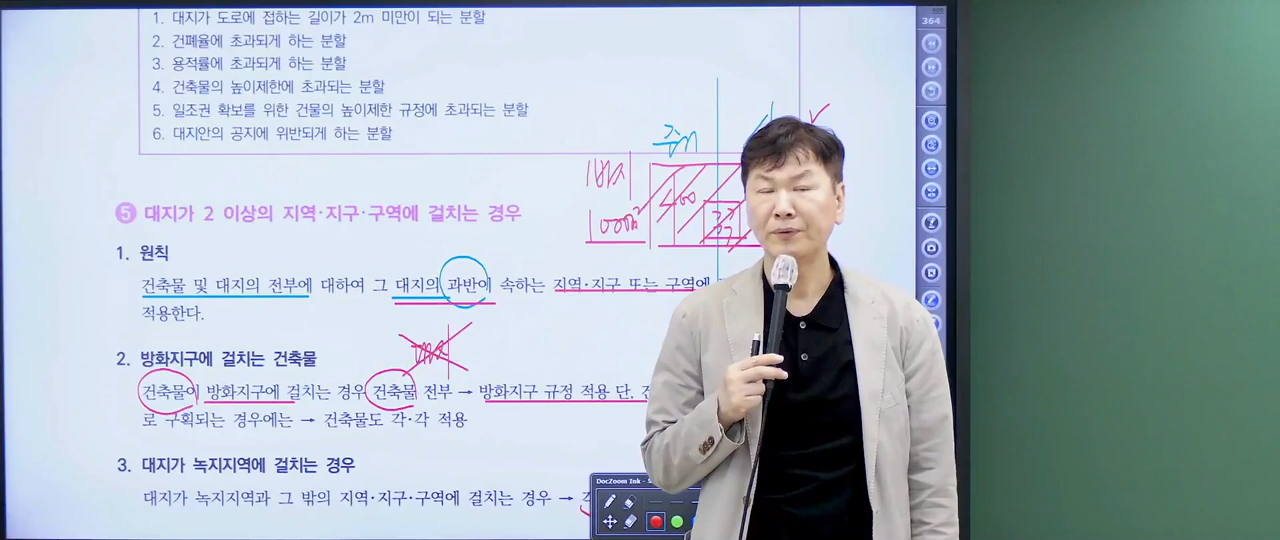 364
1. 대지가 도로에 접하는 길이가 2m 미만이 되는 분할
2. 건폐율에 초과되게 하는 분할
3. 용적률에 초과되게 하는 분할
4. 건축물의 높이제한에 초과되는 분할
5. 일조권 확보를 위한 건물의 높이제한 규정에 초과되는 분할
6. 대지안의 공지에 위반되게 하는 분할
1번지
400
1000m²
5 대지가 2 이상의 지역·지구·구역에 걸치는 경우
1. 원칙
건축물 및 대지의 전부에 대하여 그 대지의 과반이 속하는 지역·지구 또는 구역에
적용한다.
2. 방화지구에 걸치는 건축물
건축물이 방화지구에 걸치는 경우 건축물 전부 → 방화지구 규정 적용 단,
로 구획되는 경우에는 → 건축물도 각·각 적용
3. 대지가 녹지지역에 걸치는 경우
대지가 녹지지역과 그 밖의 지역·지구·구역에 걸치는 경우 →
DocZoom Ink - S